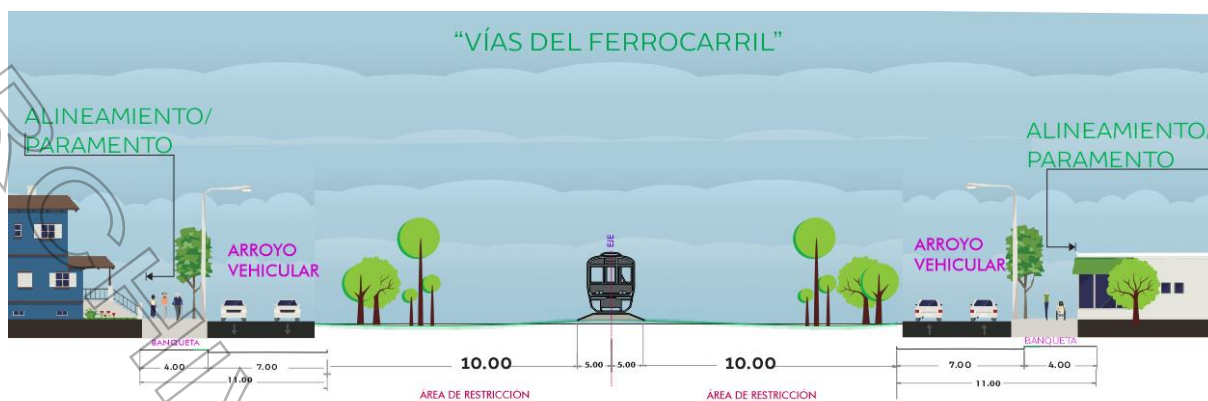 “VÍAS DEL FERROCARRIL”
ALINEAMIENTO/
PARAMENTO
ALINEAMIENTO/
PARAMENTO
EJE
ARROYO
VEHICULAR
ARROYO
VEHICULAR
BANQUETA
BANQUETA
4.00 7.00
11.00
10.00
5.00 5.00
10.00
7.00 4.00
11.00
ÁREA DE RESTRICCIÓN
ÁREA DE RESTRICCIÓN